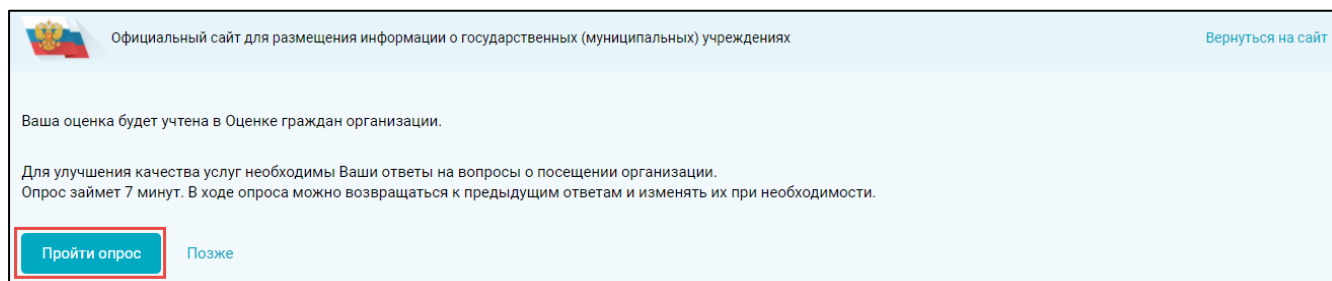 Официальный сайт для размещения информации о государственных (муниципальных) учреждениях
Вернуться на сайт
Ваша оценка будет учтена в Оценке граждан организации.
Для улучшения качества услуг необходимы Ваши ответы на вопросы о посещении организации.
Опрос займет 7 минут. В ходе опроса можно возвращаться к предыдущим ответам и изменять их при необходимости.
Пройти опрос
Позже